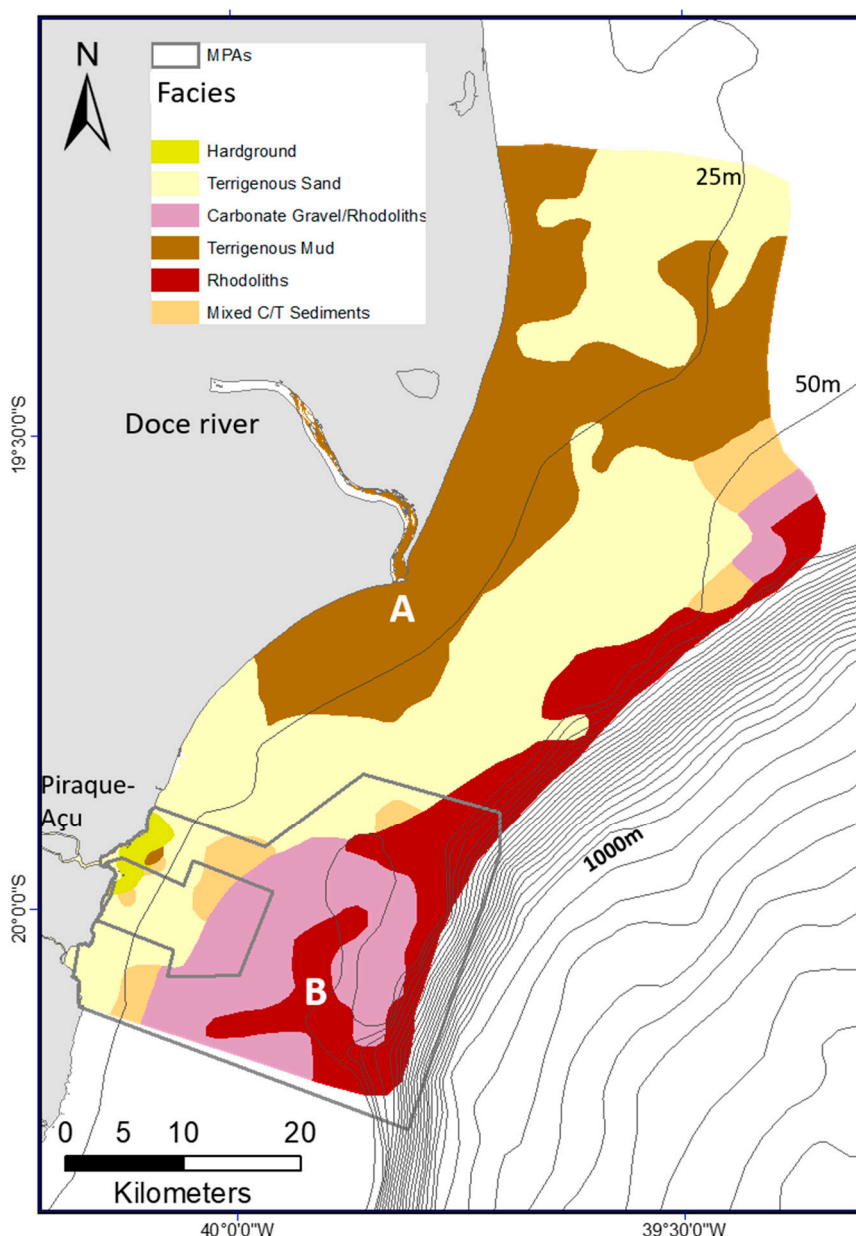 N
MPAs
Facies
Hardground
Terrigenous Sand
Carbonate Gravel/Rhodoliths
Terrigenous Mud
Rhodoliths
Mixed C/T Sediments
25m
50m
Doce river
19°30'0"S
A
Piraque-
Açu
1000m
20°0'0"S
B
0 5 10 20
Kilometers
40°0'0"W 39°30'0"W